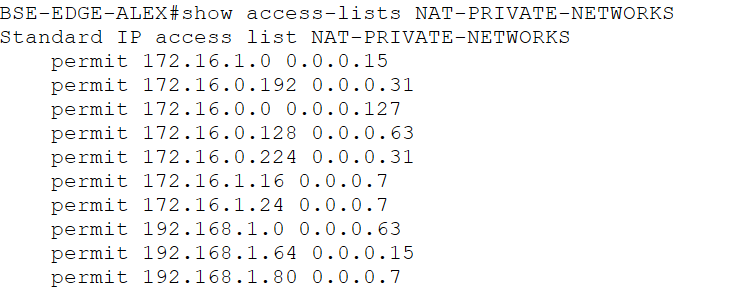 BSE-EDGE-ALEX#show access-lists NAT-PRIVATE-NETWORKS
Standard IP access list NAT-PRIVATE-NETWORKS
    permit 172.16.1.0 0.0.0.15
    permit 172.16.0.192 0.0.0.31
    permit 172.16.0.0 0.0.0.127
    permit 172.16.0.128 0.0.0.63
    permit 172.16.0.224 0.0.0.31
    permit 172.16.1.16 0.0.0.7
    permit 172.16.1.24 0.0.0.7
    permit 192.168.1.0 0.0.0.63
    permit 192.168.1.64 0.0.0.15
    permit 192.168.1.80 0.0.0.7